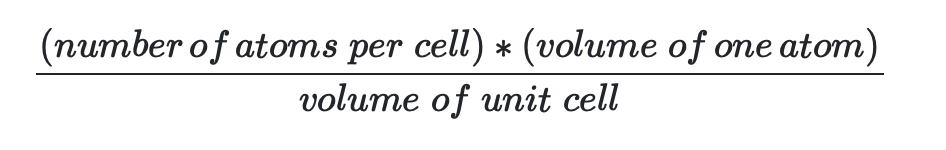 (number of atoms per cell) * (volume of one atom)
volume of unit cell